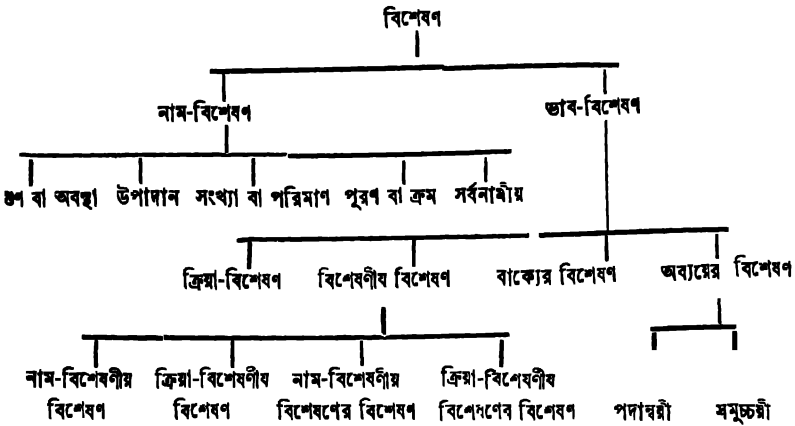 বিশেষণ
নাম-বিশেষণ ভাব-বিশেষণ
গুণ বা অবস্থা উপাদান সংখ্যা বা পরিমাণ পূরণ বা ক্রম সর্বনামীয়
ক্রিয়া-বিশেষণ বিশেষণীয় বিশেষণ বাক্যের বিশেষণ অব্যয়ের বিশেষণ
নাম-বিশেষণীয় ক্রিয়া-বিশেষণীয় নাম-বিশেষণীয় ক্রিয়া-বিশেষণীয়
বিশেষণ বিশেষণ বিশেষণের বিশেষণ বিশেষণের বিশেষণ পদান্বয়ী সমুচ্চয়ী